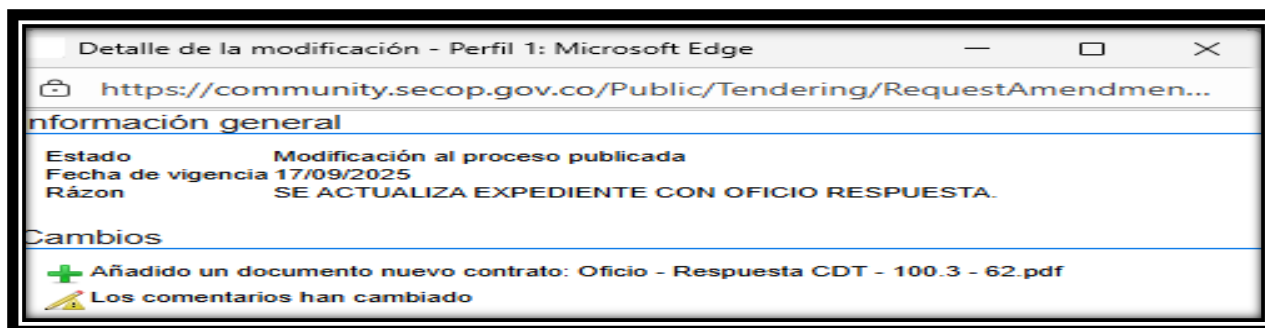 Detalle de la modificación - Perfil 1: Microsoft Edge
https://community.secop.gov.co/Public/Tendering/RequestAmendmen...
nformación general
Estado Modificación al proceso publicada
Fecha de vigencia 17/09/2025
Rázon SE ACTUALIZA EXPEDIENTE CON OFICIO RESPUESTA.
Cambios
Añadido un documento nuevo contrato: Oficio - Respuesta CDT - 100.3 - 62.pdf
Los comentarios han cambiado